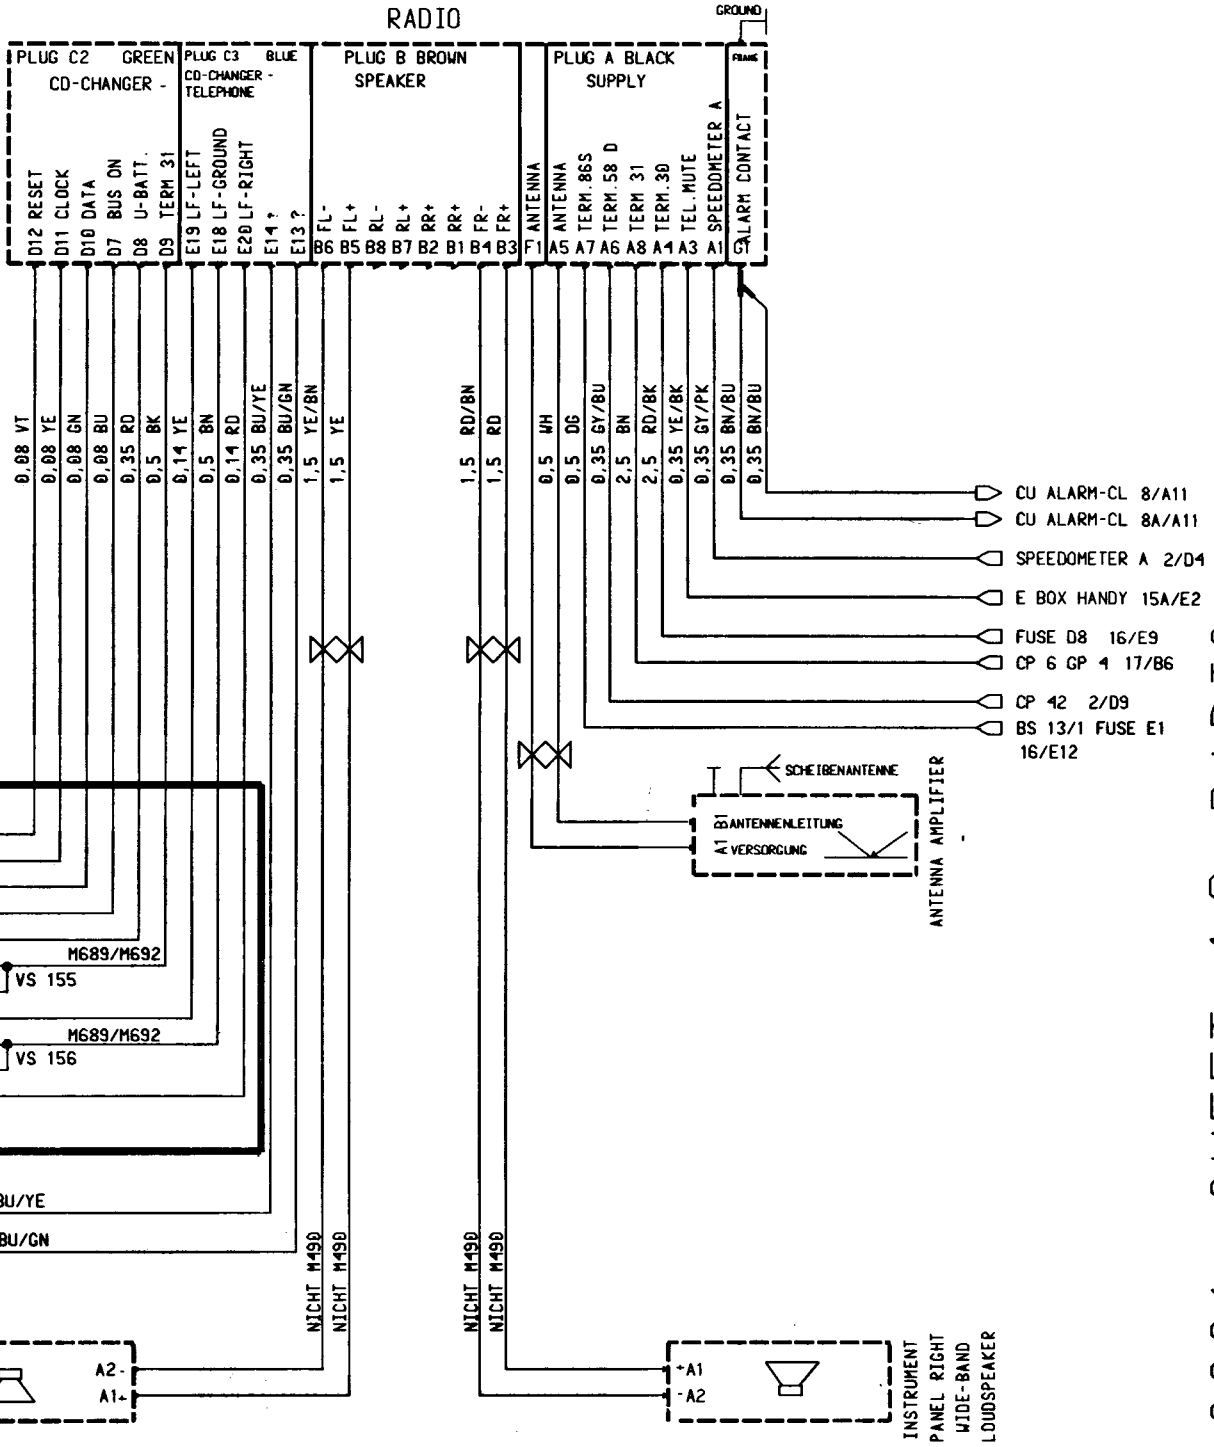 RADIO
GROUND
PLUG C2 GREEN
CD-CHANGER -
PLUG C3 BLUE
CD-CHANGER -
TELEPHONE
PLUG B BROWN
SPEAKER
PLUG A BLACK
SUPPLY
FRAME
D12 RESET
D11 CLOCK
D10 DATA
D7 BUS ON
D8 U-BATT.
D9 TERM 31
E19 LF-LEFT
E18 LF-GROUND
E20 LF-RIGHT
E14 ?
E13 ?
B6 FL-
B5 FL+
B8 RL-
B7 RL+
B2 RR+
B1 RR+
B4 FR-
B3 FR+
F1 ANTENNA
A5 ANTENNA
A7 TERM.86S
A6 TERM.58 D
A8 TERM 31
A4 TERM.30
A3 TEL.MUTE
A1 SPEEDOMETER A
G1 ALARM CONTACT
0,08 VT
0,08 YE
0,08 GN
0,08 BU
0,35 RD
0,5 BK
0,14 YE
0,5 BN
0,14 RD
0,35 BU/YE
0,35 BU/GN
1,5 YE/BN
1,5 YE
1,5 RD/BN
1,5 RD
0,5 WH
0,5 OG
0,35 GY/BU
2,5 BN
2,5 RD/BK
0,35 YE/BK
0,35 GY/PK
0,35 BN/BU
0,35 BN/BU
CU ALARM-CL 8/A11
CU ALARM-CL 8A/A11
SPEEDOMETER A 2/D4
E BOX HANDY 15A/E2
FUSE D8 16/E9
CP 6 GP 4 17/B6
CP 42 2/D9
BS 13/1 FUSE E1
16/E12
SCHEIBENANTENNE
B1 ANTENNENLEITUNG
A1 VERSORGUNG
ANTENNA AMPLIFIER
M689/M692
VS 155
M689/M692
VS 156
BU/YE
BU/GN
NICHT M490
NICHT M490
NICHT M490
NICHT M490
A2 -
A1+
+A1
-A2
INSTRUMENT
PANEL RIGHT
WIDE-BAND
LOUDSPEAKER